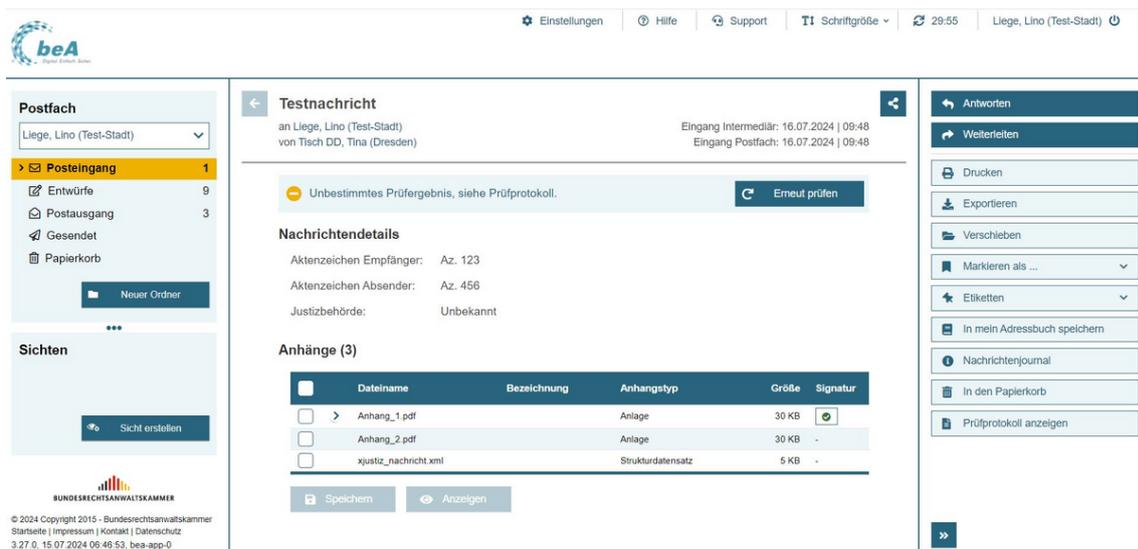 Einstellungen
Hilfe
Support
Schriftgröße
29:55
Liege, Lino (Test-Stadt)
beA
Digital. Einfach. Sicher.
Postfach
Liege, Lino (Test-Stadt)
Posteingang 1
Entwürfe 9
Postausgang 3
Gesendet
Papierkorb
Neuer Ordner
Sichten
Sicht erstellen
BUNDESRECHTSANWALTSKAMMER
© 2024 Copyright 2015 - Bundesrechtsanwaltskammer
Startseite | Impressum | Kontakt | Datenschutz
3.27.0, 15.07.2024 06:46:53, bea-app-0
Testnachricht
an Liege, Lino (Test-Stadt)
Eingang Intermediär: 16.07.2024 | 09:48
von Tisch DD, Tina (Dresden)
Eingang Postfach: 16.07.2024 | 09:48
Unbestimmtes Prüfergebnis, siehe Prüfprotokoll.
Erneut prüfen
Nachrichtendetails
Aktenzeichen Empfänger: Az. 123
Aktenzeichen Absender: Az. 456
Justizbehörde: Unbekannt
Anhänge (3)
Dateiname Bezeichnung Anhangstyp Größe Signatur
Anhang_1.pdf Anlage 30 KB
Anhang_2.pdf Anlage 30 KB -
xjustiz_nachricht.xml Strukturdatensatz 5 KB -
Speichern
Anzeigen
Antworten
Weiterleiten
Drucken
Exportieren
Verschieben
Markieren als ...
Etiketten
In mein Adressbuch speichern
Nachrichtenjournal
In den Papierkorb
Prüfprotokoll anzeigen